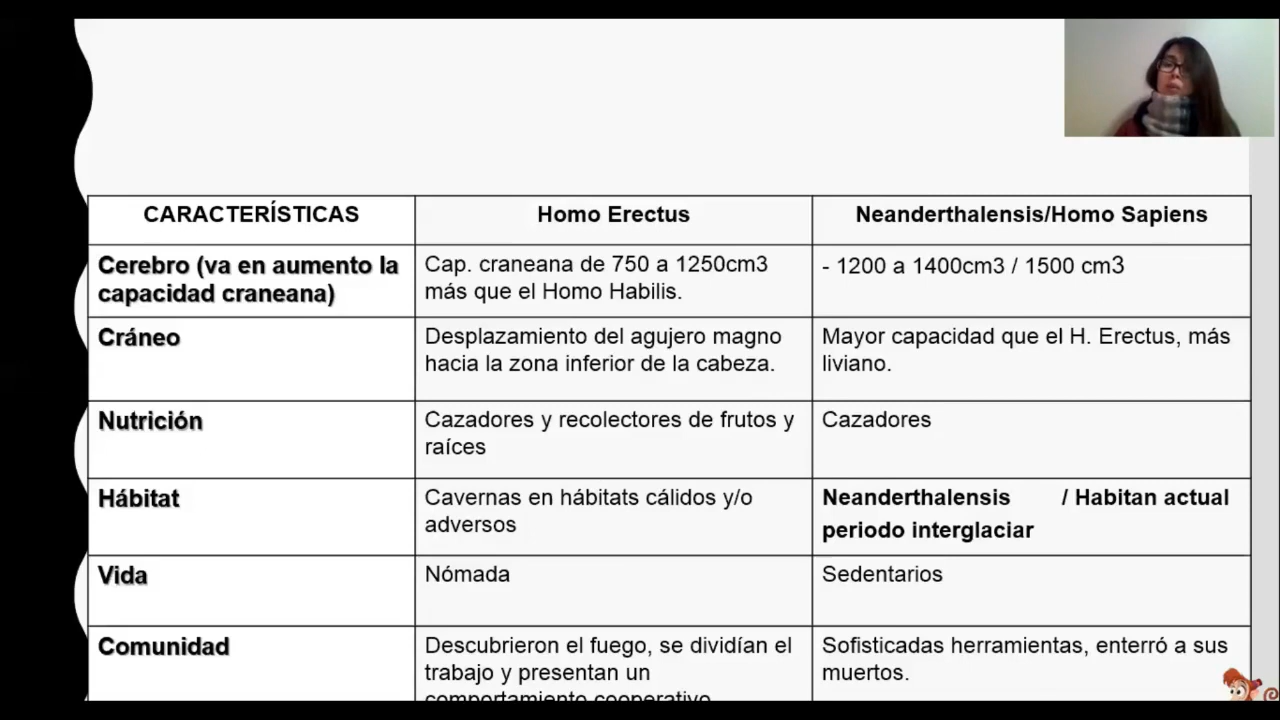 CARACTERÍSTICAS
Homo Erectus
Neanderthalensis/Homo Sapiens
Cerebro (va en aumento la
capacidad craneana)
Cap. craneana de 750 a 1250cm3
más que el Homo Habilis.
- 1200 a 1400cm3 / 1500 cm3
Cráneo
Desplazamiento del agujero magno
hacia la zona inferior de la cabeza.
Mayor capacidad que el H. Erectus, más
liviano.
Nutrición
Cazadores y recolectores de frutos y
raíces
Cazadores
Hábitat
Cavernas en hábitats cálidos y/o
adversos
Neanderthalensis / Habitan actual
periodo interglaciar
Vida
Nómada
Sedentarios
Comunidad
Descubrieron el fuego, se dividían el
trabajo y presentan un
comportamiento cooperativo
Sofisticadas herramientas, enterró a sus
muertos.